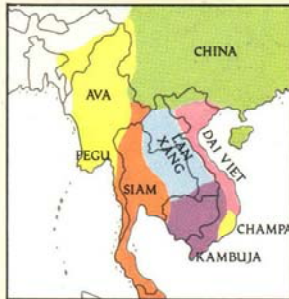 CHINA
AVA
PEGU
LAN
XANG
DAI VIET
SIAM
CHAMPA
KAMBUJA